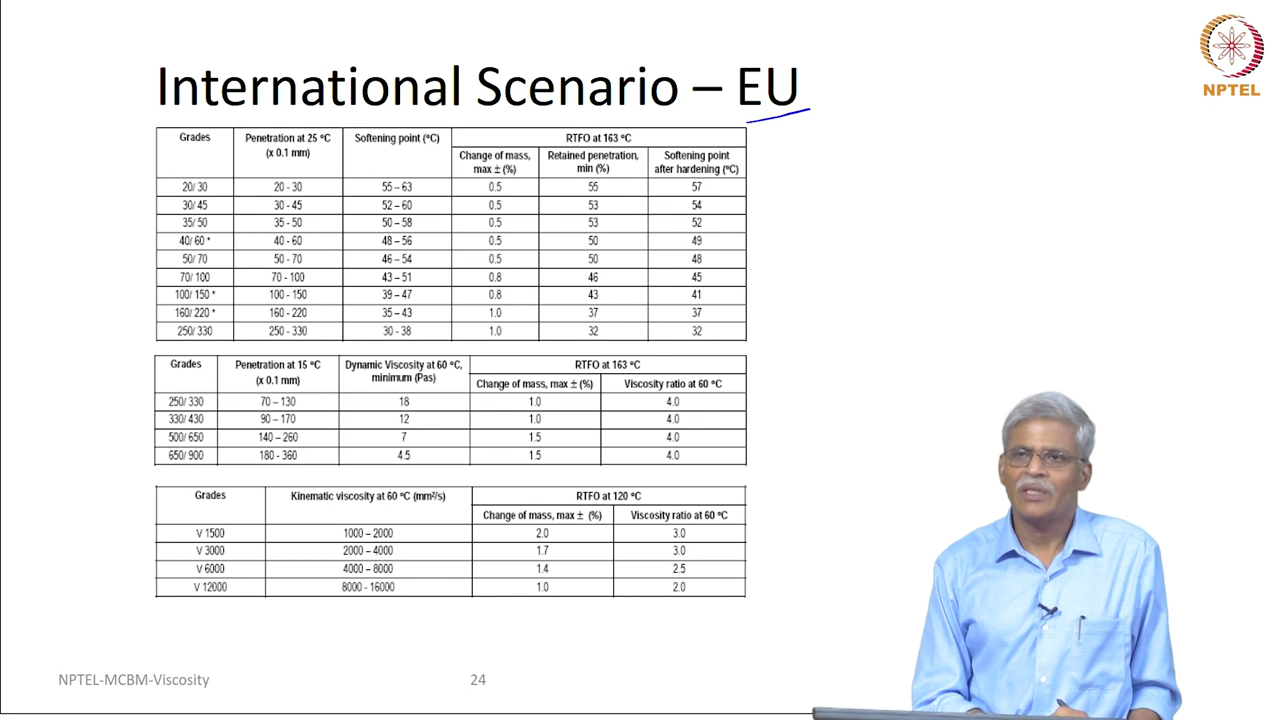 International Scenario – EU
NPTEL
Grades Penetration at 25 ºC (x 0.1 mm) Softening point (ºC) RTFO at 163 ºC
Change of mass, max ± (%) Retained penetration, min (%) Softening point after hardening (ºC)
20/ 30 20 - 30 55 – 63 0.5 55 57
30/ 45 30 - 45 52 – 60 0.5 53 54
35/ 50 35 - 50 50 – 58 0.5 53 52
40/ 60 * 40 - 60 48 – 56 0.5 50 49
50/ 70 50 - 70 46 – 54 0.5 50 48
70/ 100 70 - 100 43 – 51 0.8 46 45
100/ 150 * 100 - 150 39 – 47 0.8 43 41
160/ 220 * 160 - 220 35 – 43 1.0 37 37
250/ 330 250 - 330 30 - 38 1.0 32 32
Grades Penetration at 15 ºC (x 0.1 mm) Dynamic Viscosity at 60 ºC, minimum (Pas) RTFO at 163 ºC
Change of mass, max ± (%) Viscosity ratio at 60 ºC
250/ 330 70 – 130 18 1.0 4.0
330/ 430 90 – 170 12 1.0 4.0
500/ 650 140 – 260 7 1.5 4.0
650/ 900 180 - 360 4.5 1.5 4.0
Grades Kinematic viscosity at 60 ºC (mm²/s) RTFO at 120 ºC
Change of mass, max ± (%) Viscosity ratio at 60 ºC
V 1500 1000 – 2000 2.0 3.0
V 3000 2000 – 4000 1.7 3.0
V 6000 4000 – 8000 1.4 2.5
V 12000 8000 - 16000 1.0 2.0
NPTEL-MCBM-Viscosity 24